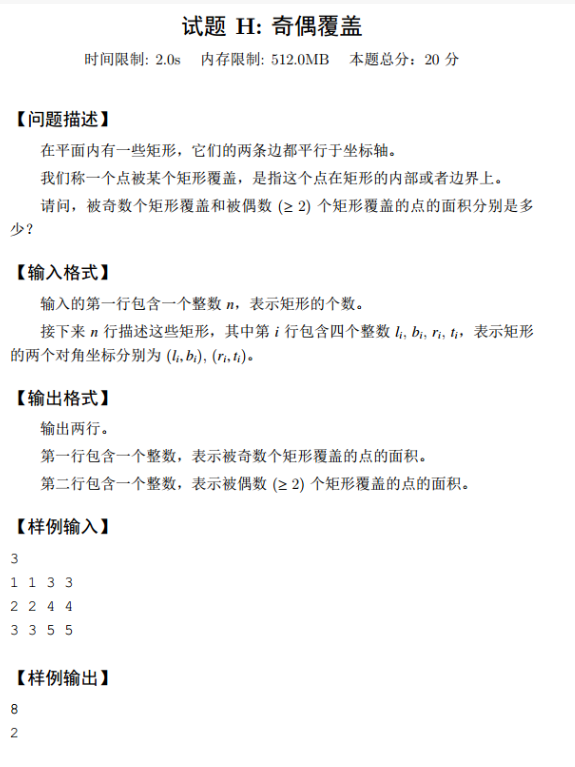 试题 H: 奇偶覆盖
时间限制: 2.0s 内存限制: 512.0MB 本题总分：20 分
【问题描述】
在平面内有一些矩形，它们的两条边都平行于坐标轴。
我们称一个点被某个矩形覆盖，是指这个点在矩形的内部或者边界上。
请问，被奇数个矩形覆盖和被偶数 (≥ 2) 个矩形覆盖的点的面积分别是多
少？
【输入格式】
输入的第一行包含一个整数 n，表示矩形的个数。
接下来 n 行描述这些矩形，其中第 i 行包含四个整数 lᵢ, bᵢ, rᵢ, tᵢ，表示矩形
的两个对角坐标分别为 (lᵢ, bᵢ), (rᵢ, tᵢ)。
【输出格式】
输出两行。
第一行包含一个整数，表示被奇数个矩形覆盖的点的面积。
第二行包含一个整数，表示被偶数 (≥ 2) 个矩形覆盖的点的面积。
【样例输入】
3
1 1 3 3
2 2 4 4
3 3 5 5
【样例输出】
8
2